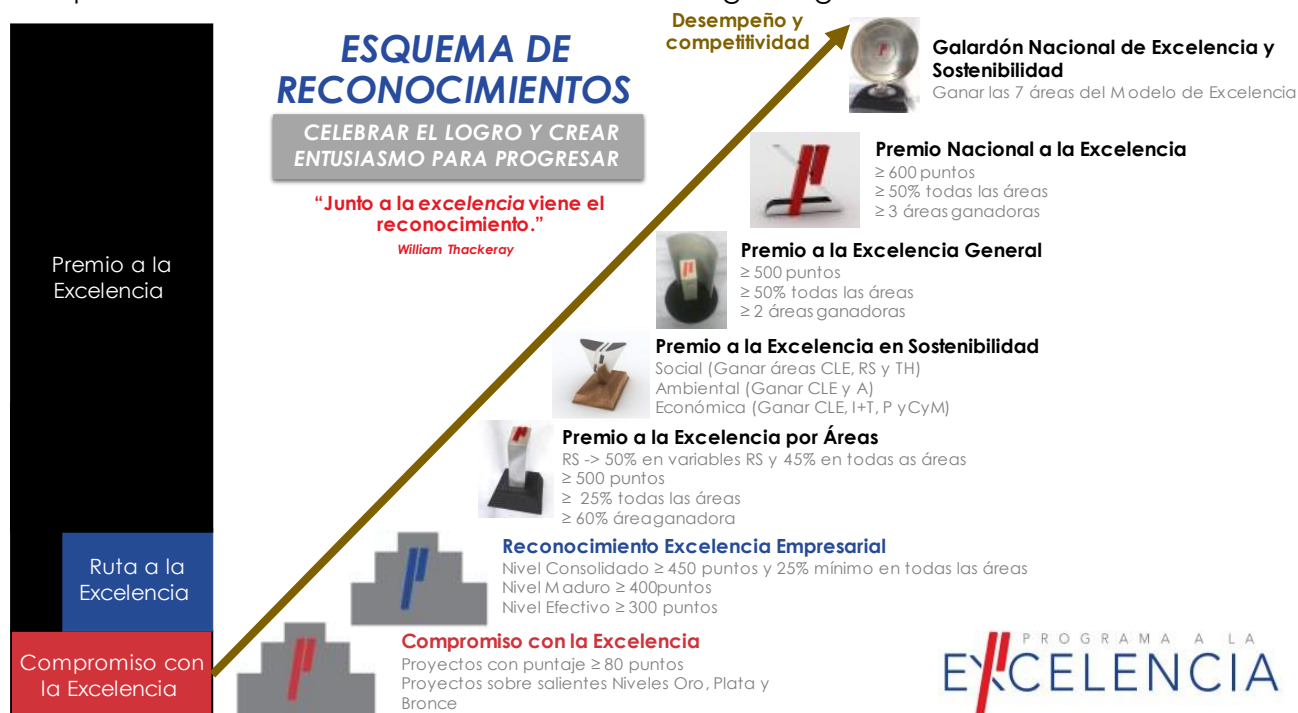 Desempeño y
competitividad
ESQUEMA DE
RECONOCIMIENTOS
CELEBRAR EL LOGRO Y CREAR
ENTUSIASMO PARA PROGRESAR
“Junto a la excelencia viene el
reconocimiento.”
William Thackeray
Galardón Nacional de Excelencia y
Sostenibilidad
Ganar las 7 áreas del Modelo de Excelencia
Premio Nacional a la Excelencia
≥ 600 puntos
≥ 50% todas las áreas
≥ 3 áreas ganadoras
Premio a la Excelencia General
≥ 500 puntos
≥ 50% todas las áreas
≥ 2 áreas ganadoras
Premio a la Excelencia en Sostenibilidad
Social (Ganar áreas CLE, RS y TH)
Ambiental (Ganar CLE y A)
Económica (Ganar CLE, I+T, P yCyM)
Premio a la Excelencia por Áreas
RS -> 50% en variables RS y 45% en todas as áreas
≥ 500 puntos
≥ 25% todas las áreas
≥ 60% áreaganadora
Reconocimiento Excelencia Empresarial
Nivel Consolidado ≥ 450 puntos y 25% mínimo en todas las áreas
Nivel Maduro ≥ 400puntos
Nivel Efectivo ≥ 300 puntos
Compromiso con la Excelencia
Proyectos con puntaje ≥ 80 puntos
Proyectos sobre salientes Niveles Oro, Plata y
Bronce
Premio a la
Excelencia
Ruta a la
Excelencia
Compromiso con
la Excelencia
PROGRAMA A LA
EXCELENCIA